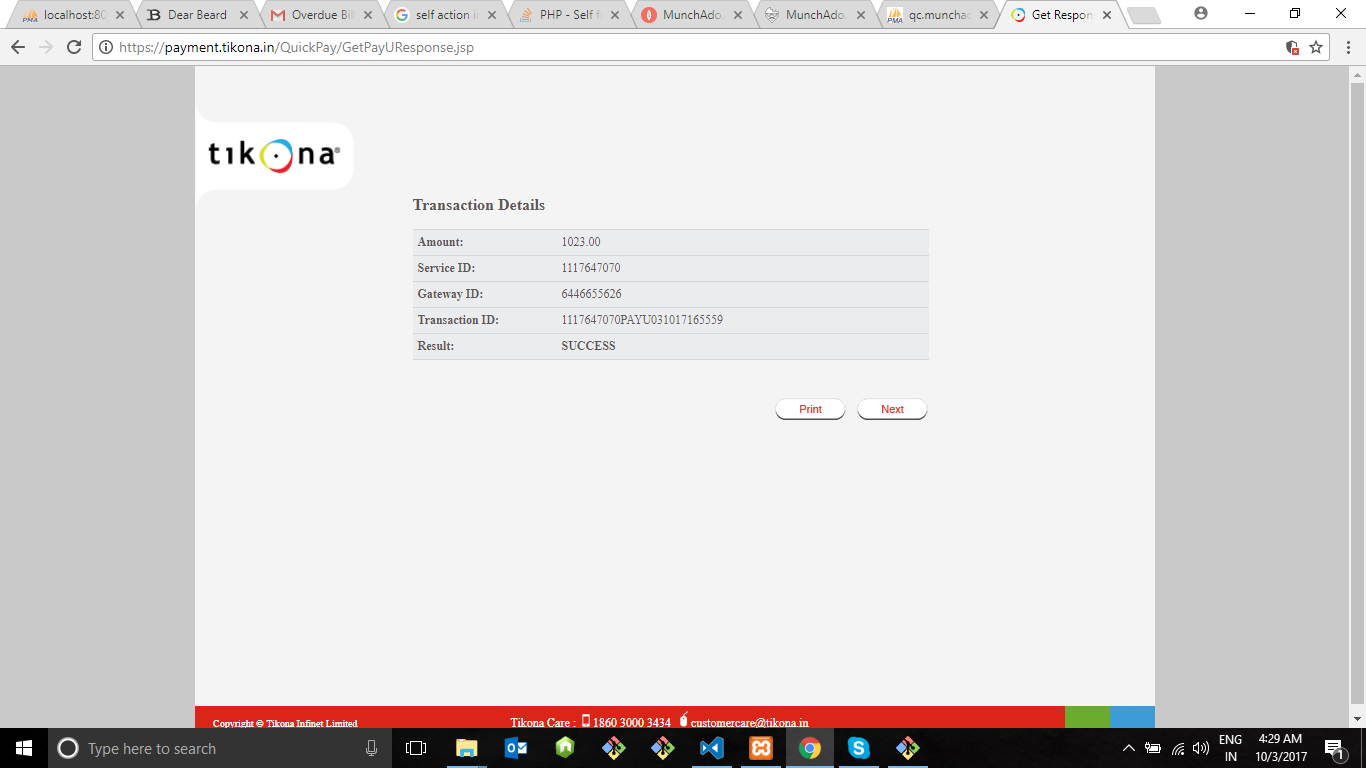 localhost:80
Dear Beard
Overdue Bil
self action in
PHP - Self f
MunchAdo.
MunchAdo.
qc.munchad
Get Respon
https://payment.tikona.in/QuickPay/GetPayUResponse.jsp
tikona®
Transaction Details
Amount: 1023.00
Service ID: 1117647070
Gateway ID: 6446655626
Transaction ID: 1117647070PAYU031017165559
Result: SUCCESS
Print Next
Copyright © Tikona Infinet Limited Tikona Care : 1860 3000 3434 customercare@tikona.in
Type here to search
ENG 4:29 AM
IN 10/3/2017
1